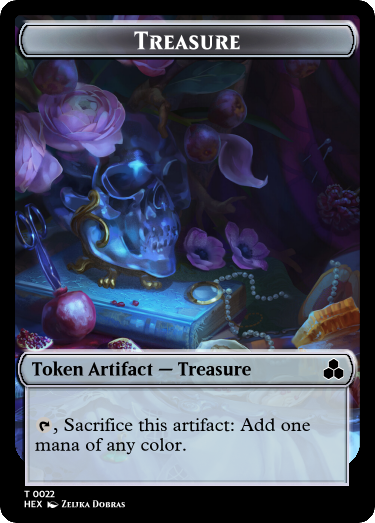 Treasure
Token Artifact — Treasure
, Sacrifice this artifact: Add one
mana of any color.
T 0022
HEX Zeljka Dobras